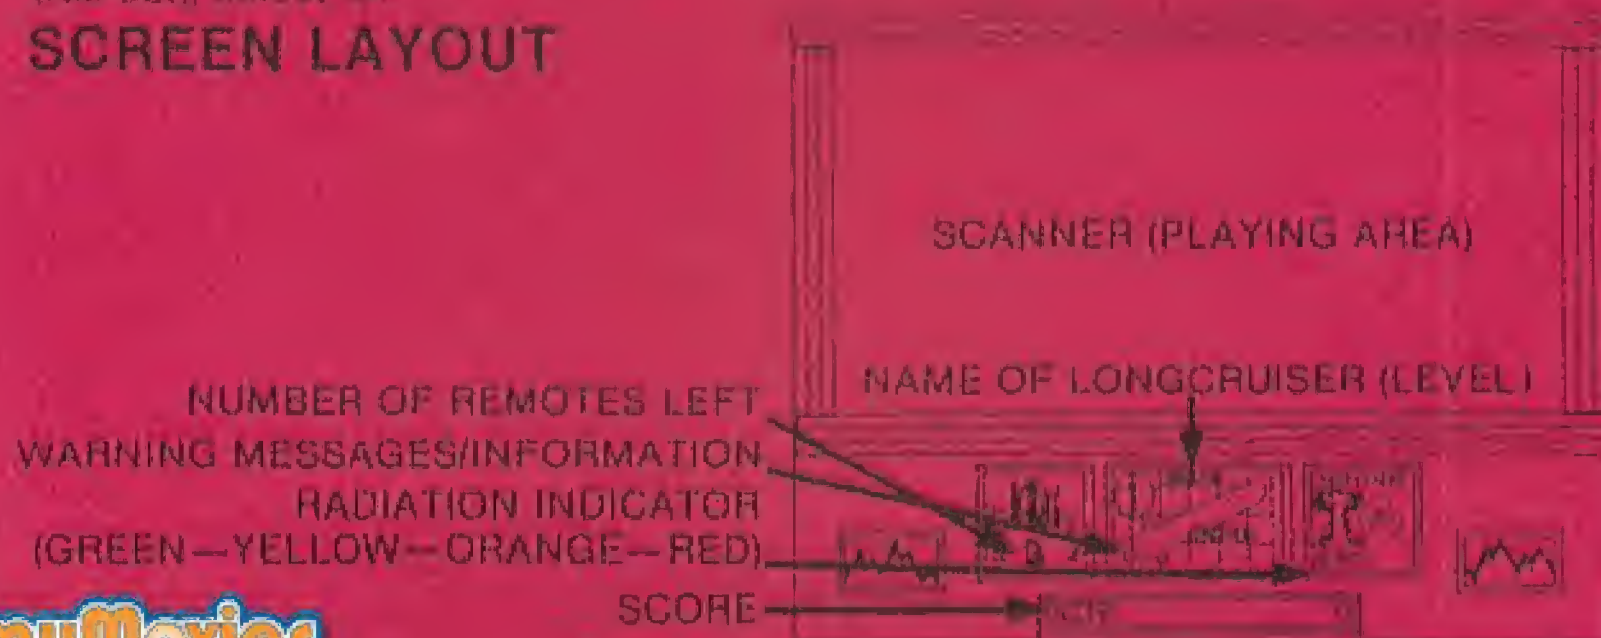 SCREEN LAYOUT
SCANNER (PLAYING AREA)
NAME OF LONGCRUISER (LEVEL)
NUMBER OF REMOTES LEFT
WARNING MESSAGES/INFORMATION
RADIATION INDICATOR
(GREEN—YELLOW—ORANGE—RED)
SCORE